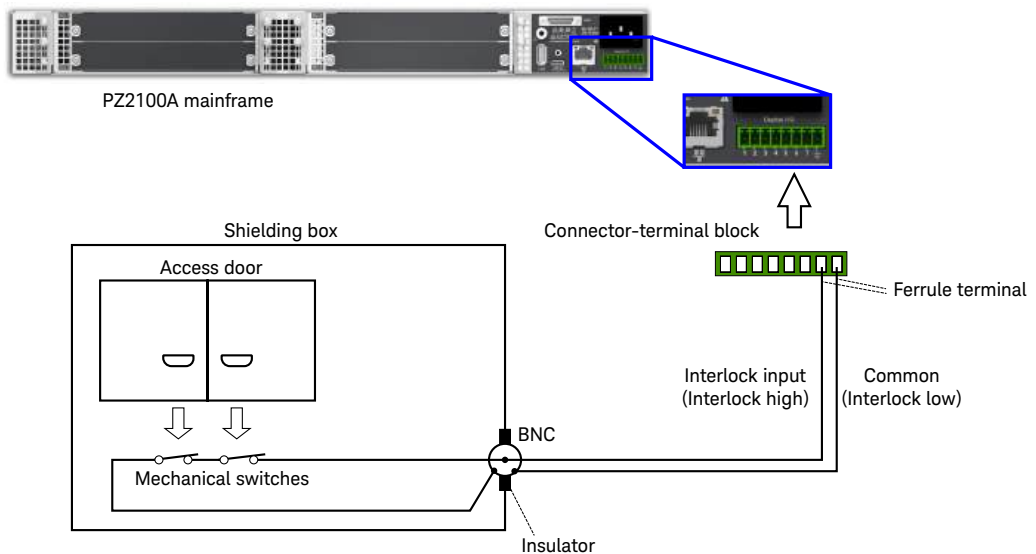 PZ2100A mainframe
Digital I/O
1 2 3 4 5 6 7
Shielding box
Connector-terminal block
Access door
Ferrule terminal
Interlock input
(Interlock high)
Common
(Interlock low)
BNC
Mechanical switches
Insulator